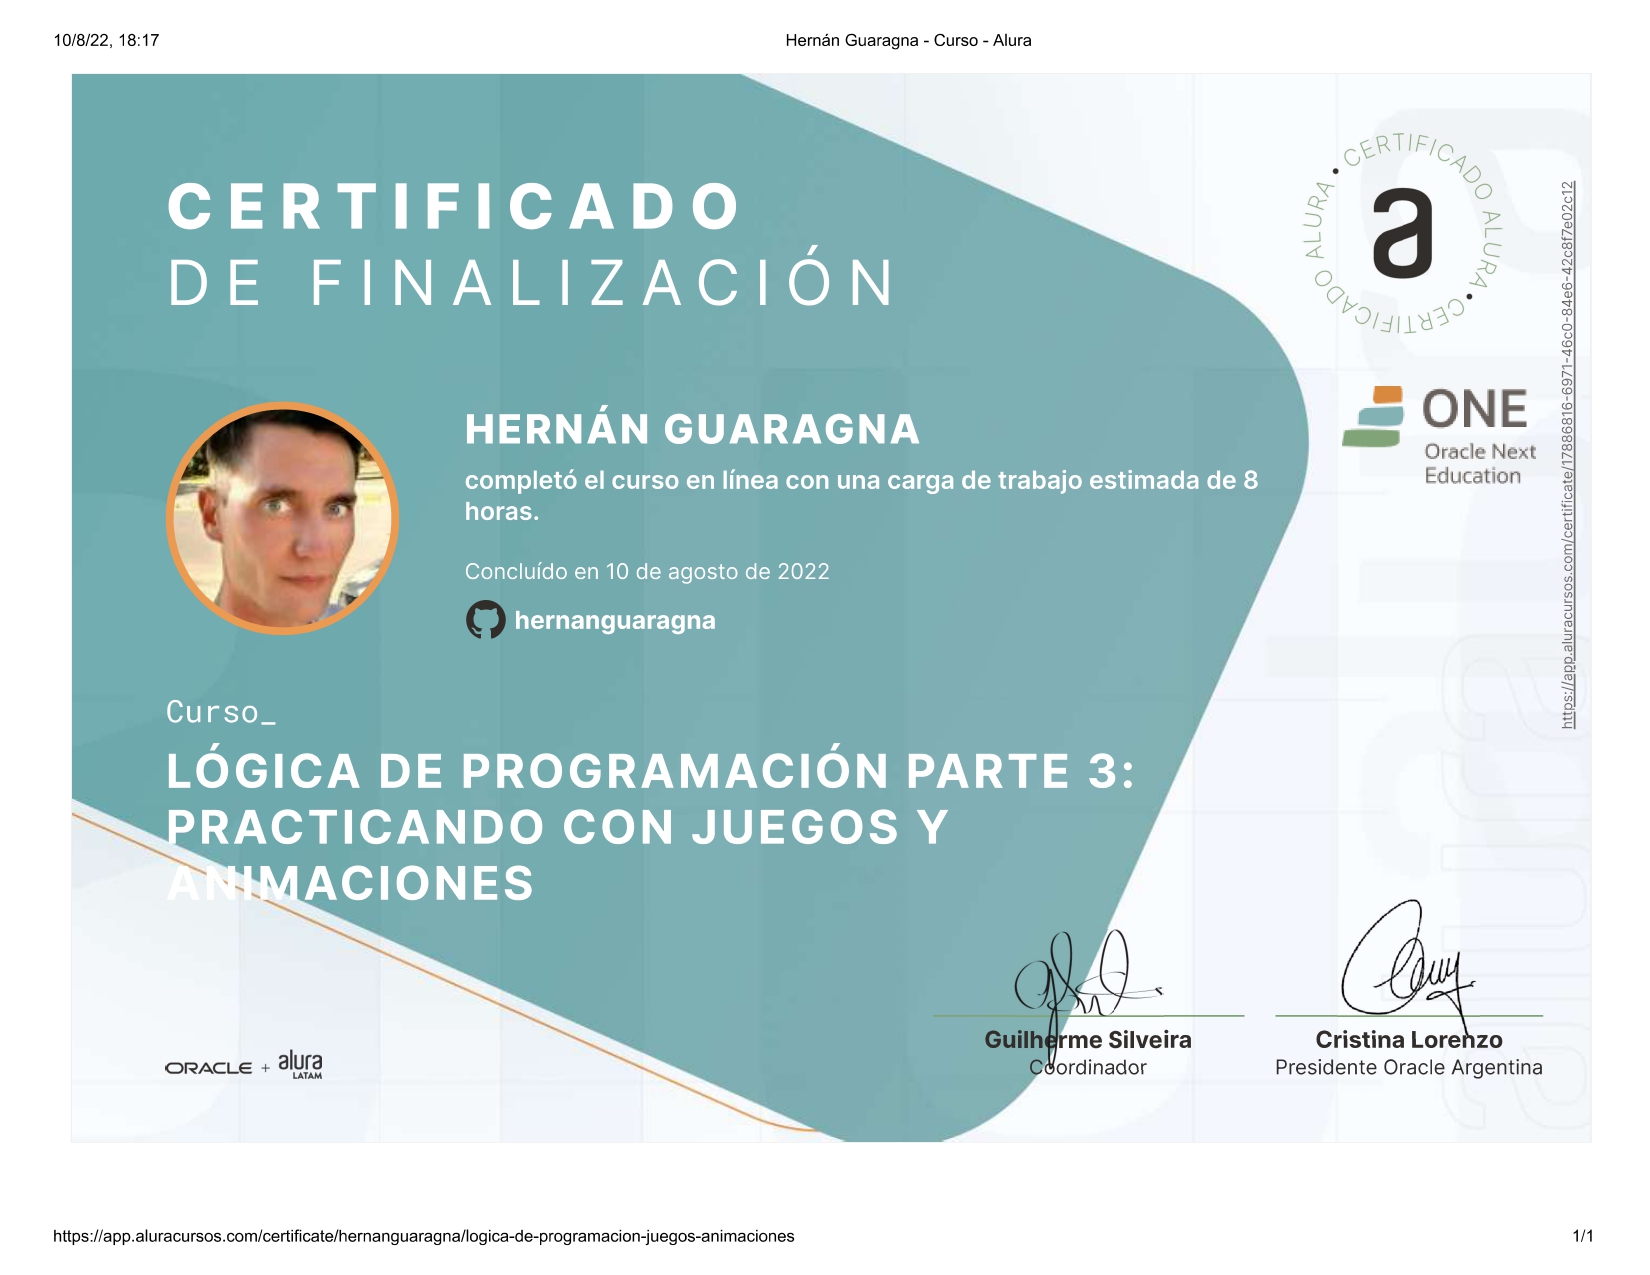 10/8/22, 18:17
Hernán Guaragna - Curso - Alura
CERTIFICADO
DE FINALIZACIÓN
• CERTIFICADO ALURA • CERTIFICADO ALURA
a
ONE
Oracle Next
Education
https://app.aluracursos.com/certificate/17886816-6971-46c0-84e6-42c8f7e02c12
HERNÁN GUARAGNA
completó el curso en línea con una carga de trabajo estimada de 8
horas.
Concluído en 10 de agosto de 2022
hernanguaragna
Curso_
LÓGICA DE PROGRAMACIÓN PARTE 3:
PRACTICANDO CON JUEGOS Y
ANIMACIONES
Guilherme Silveira
Coordinador
Cristina Lorenzo
Presidente Oracle Argentina
ORACLE + alura
LATAM
alura
https://app.aluracursos.com/certificate/hernanguaragna/logica-de-programacion-juegos-animaciones
1/1